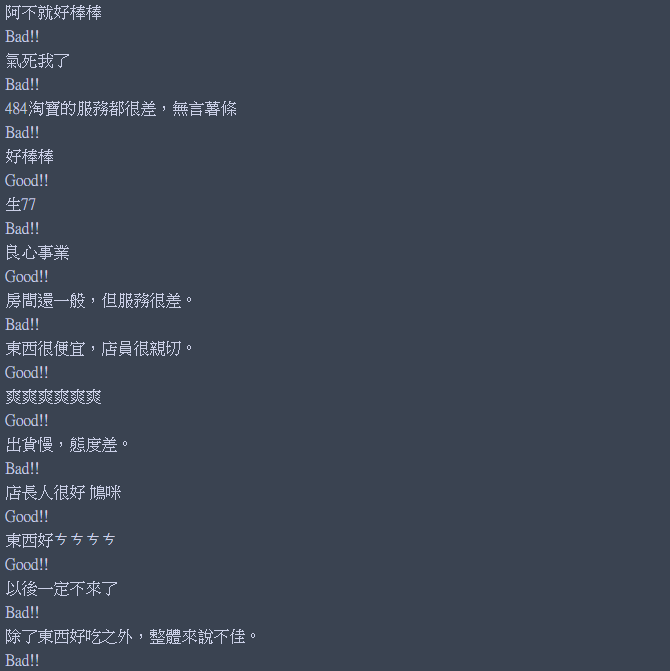 阿不就好棒棒
Bad!!
氣死我了
Bad!!
484淘寶的服務都很差，無言薯條
Bad!!
好棒棒
Good!!
生77
Bad!!
良心事業
Good!!
房間還一般，但服務很差。
Bad!!
東西很便宜，店員很親切。
Good!!
爽爽爽爽爽爽
Good!!
出貨慢，態度差。
Bad!!
店長人很好 鳩咪
Good!!
東西好ㄘㄘㄘㄘ
Good!!
以後一定不來了
Bad!!
除了東西好吃之外，整體來說不佳。
Bad!!